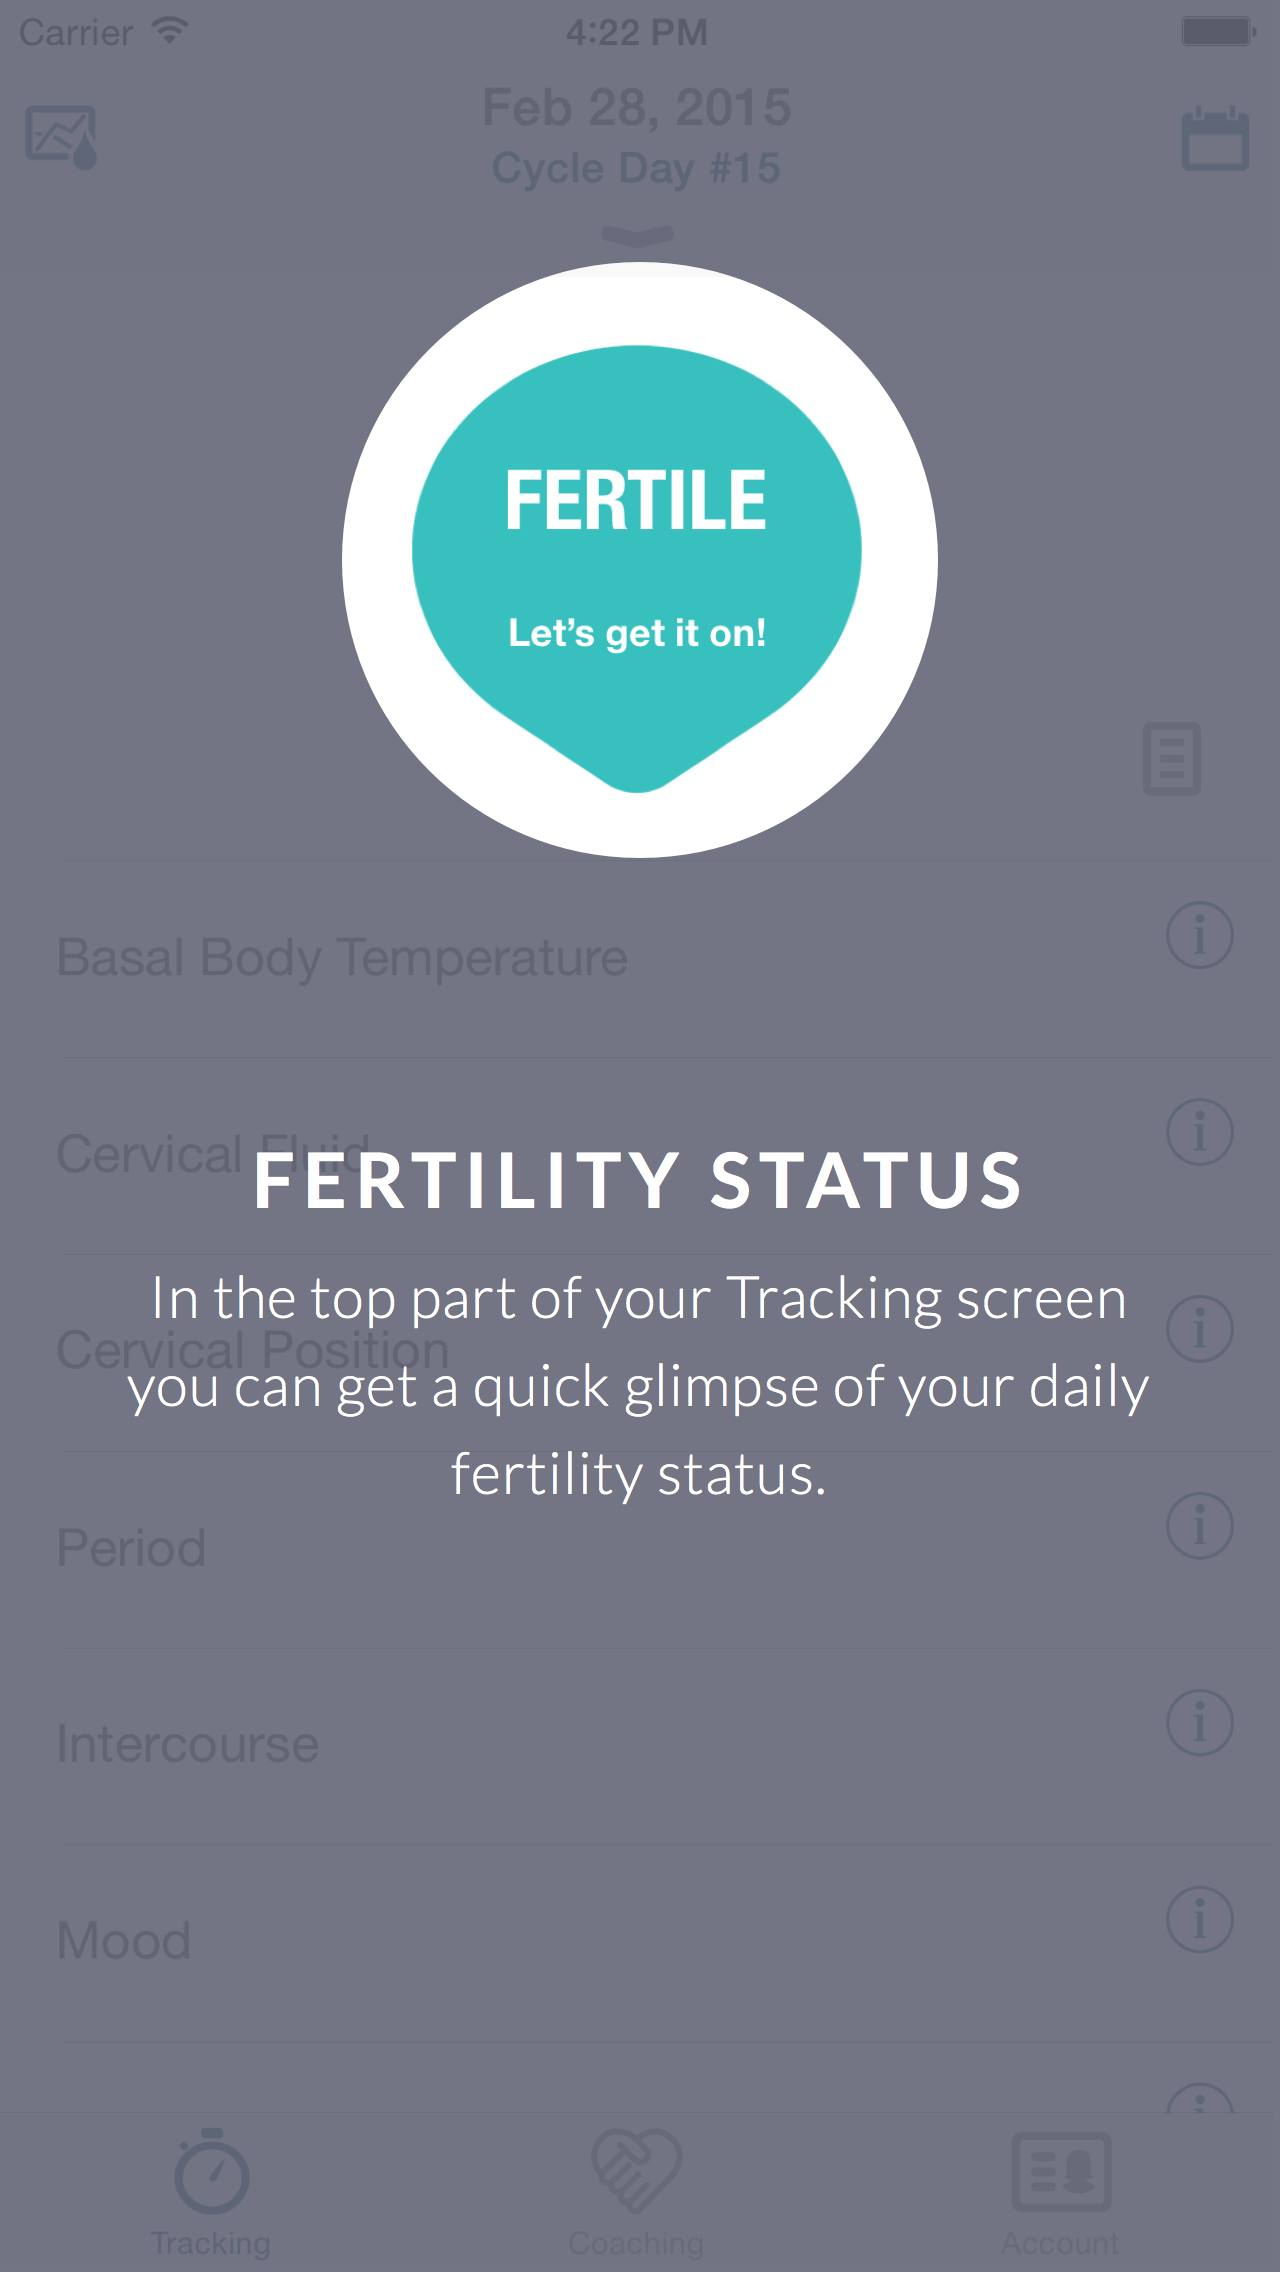 Carrier
4:22 PM
Feb 28, 2015
Cycle Day #15
FERTILE
Let's get it on!
Basal Body Temperature
i
Cervical Fluid
i
FERTILITY STATUS
In the top part of your Tracking screen
Cervical Position
i
you can get a quick glimpse of your daily
fertility status.
Period
i
Intercourse
i
Mood
i
i
Tracking
Coaching
Account